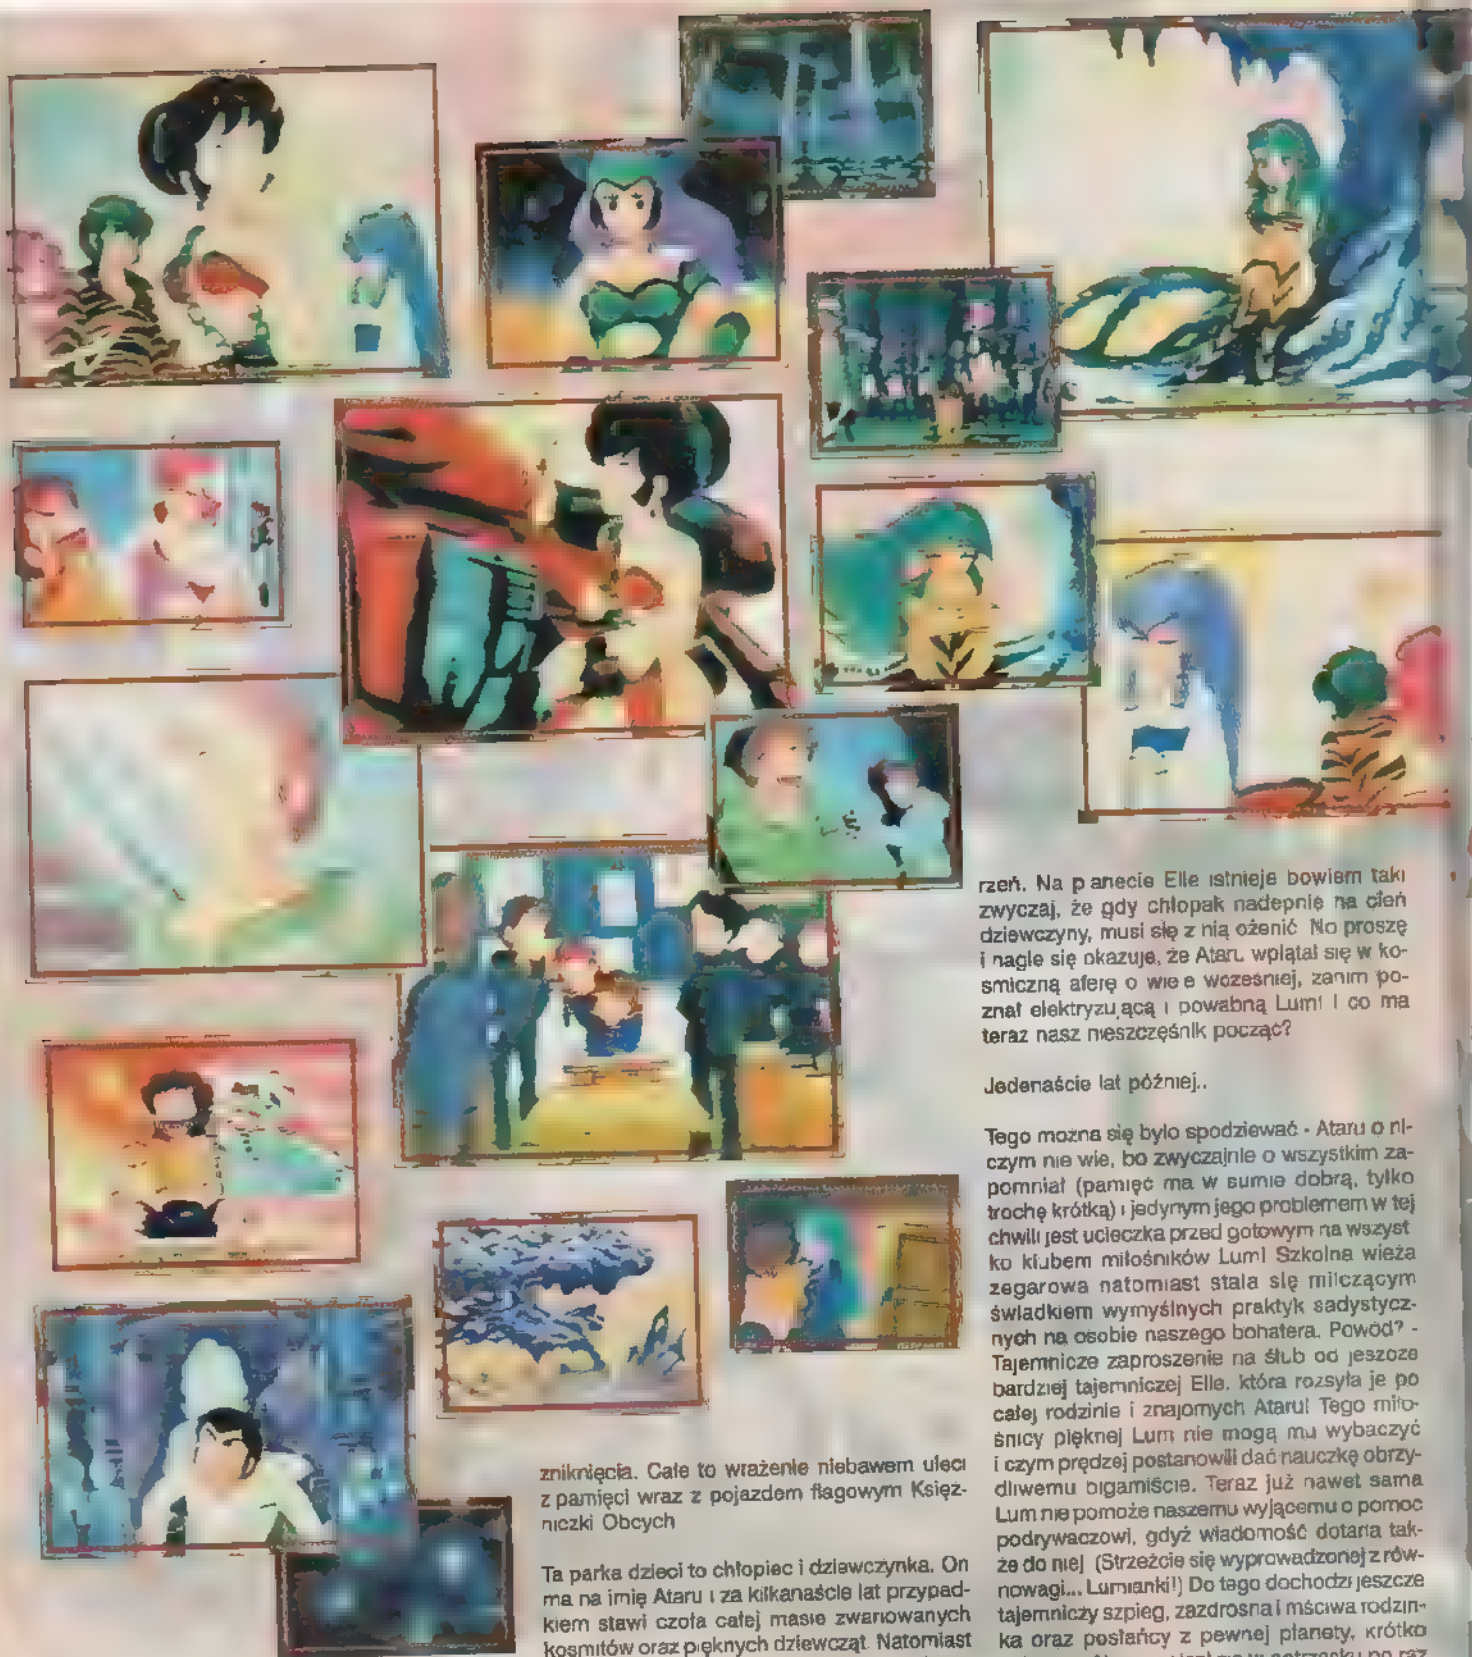 zniknięcia. Całe to wrażenie niebawem uleci
z pamięci wraz z pojazdem flagowym Księż-
niczki Obcych
Ta parka dzieci to chłopiec i dziewczynka. On
ma na imię Ataru i za kilkanaście lat przypad-
kiem stawi czoła całej masie zwariowanych
kosmitów oraz pięknych dziewcząt. Natomiast
rzeń. Na p anecie Elle istnieje bowiem taki
zwyczaj, że gdy chłopak nadepnie na cień
dziewczyny, musi się z nią ożenić No proszę
i nagle się okazuje, że Ataru wplątał się w ko-
smiczną aferę o wie e wcześniej, zanim po-
znał elektryzu ącą i powabną Lum! I co ma
teraz nasz nieszczęśnik począć?
Jedenaście lat później..
Tego można się było spodziewać - Ataru o ni-
czym nie wie, bo zwyczajnie o wszystkim za-
pomniał (pamięć ma w sumie dobrą, tylko
trochę krótką) i jedynym jego problemem w tej
chwili jest ucieczka przed gotowym na wszyst
ko klubem miłośników Lum! Szkolna wieża
zegarowa natomiast stała się milczącym
świadkiem wymyślnych praktyk sadystycz-
nych na osobie naszego bohatera. Powód? -
Tajemnicze zaproszenie na ślub od jeszcze
bardziej tajemniczej Elle, która rozsyła je po
całej rodzinie i znajomych Ataru! Tego miło-
śnicy pięknej Lum nie mogą mu wybaczyć
i czym prędzej postanowili dać nauczkę obrzy-
dliwemu bigamiście. Teraz już nawet sama
Lum nie pomoże naszemu wyjącemu o pomoc
podrywaczowi, gdyż wiadomość dotarła tak-
że do niej (Strzeżcie się wyprowadzonej z rów-
nowagi... Lumianki!) Do tego dochodzi jeszcze
tajemniczy szpieg, zazdrosna i mściwa rodzin-
ka oraz posłańcy z pewnej planety, krótko